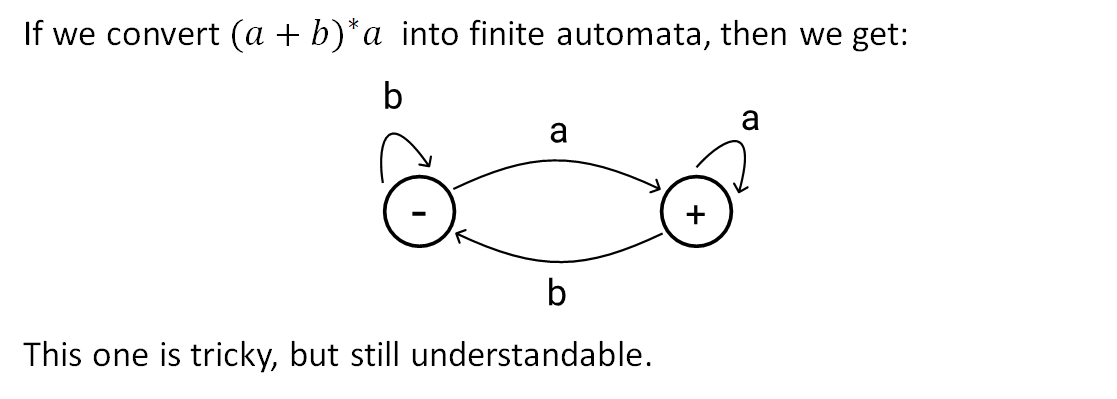 If we convert (a + b)*a into finite automata, then we get:
b
a
a
-
+
b
This one is tricky, but still understandable.